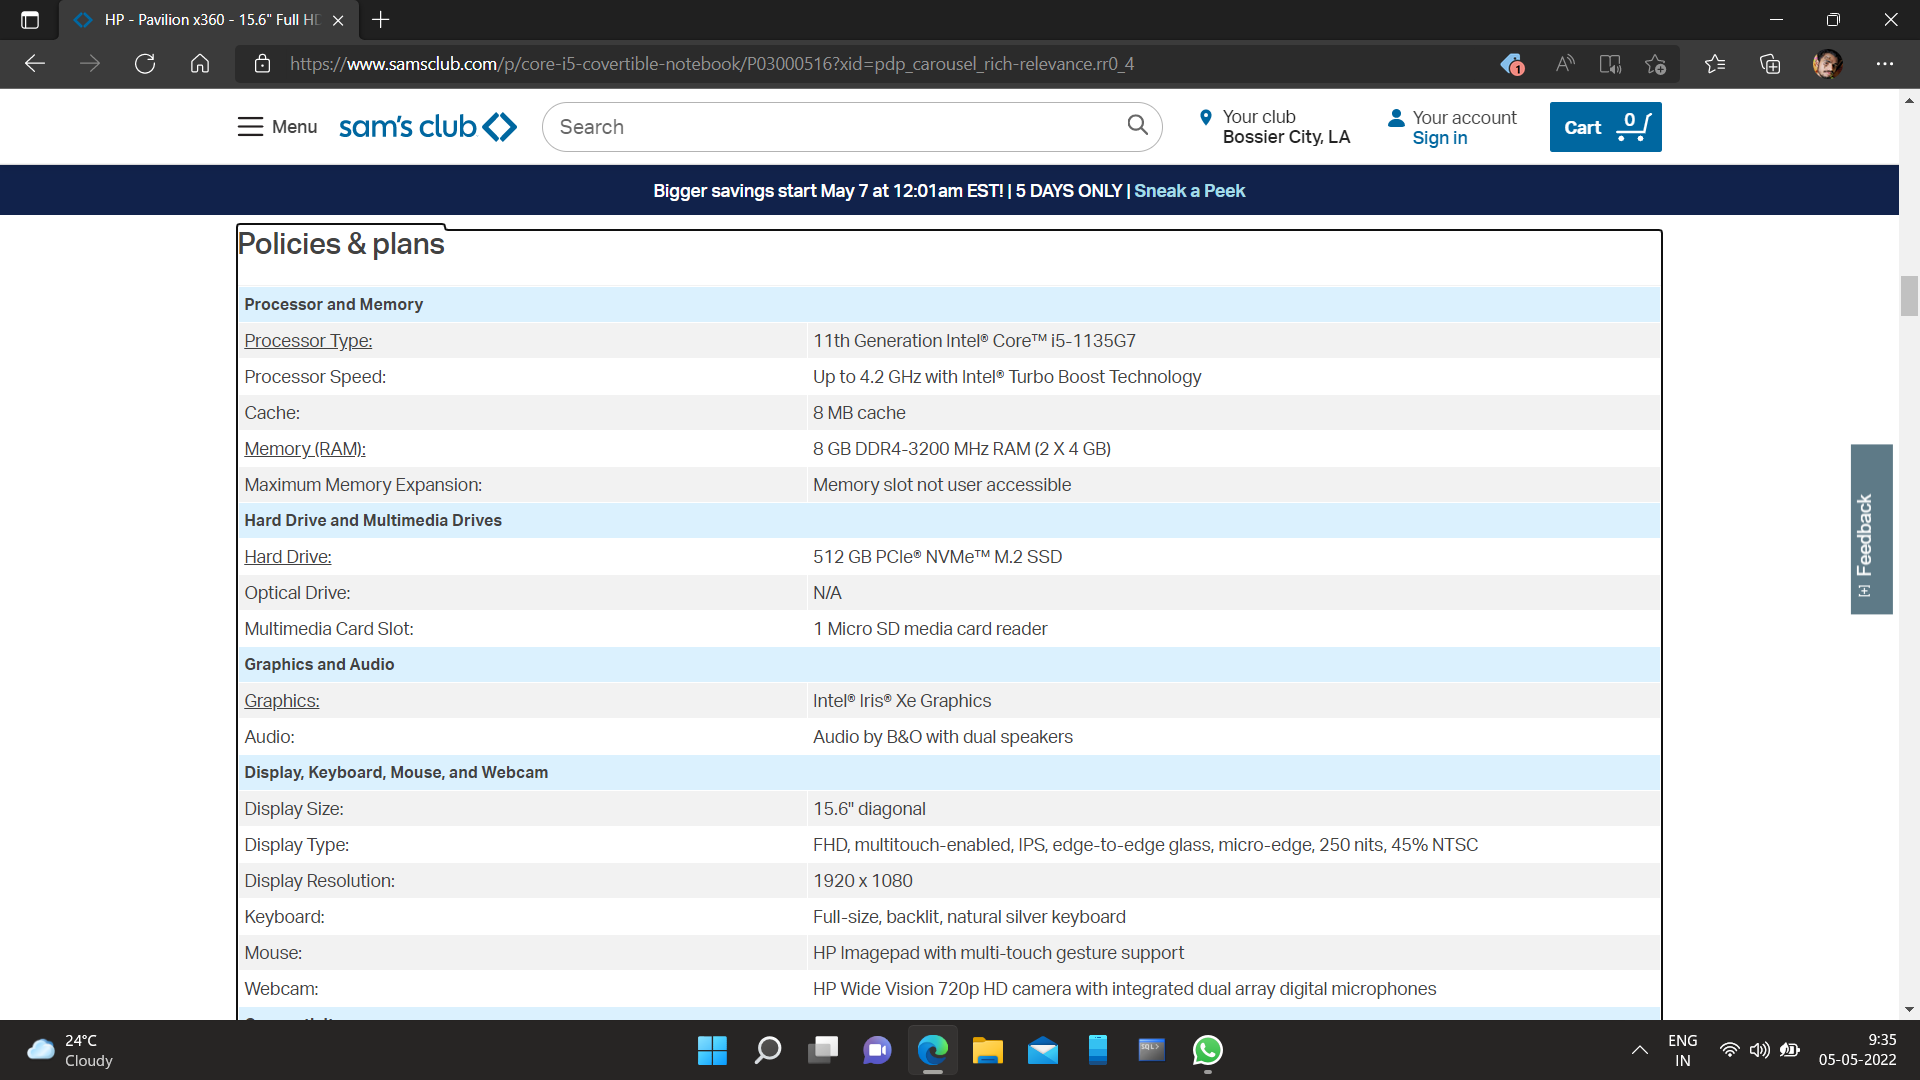 HP - Pavilion x360 - 15.6" Full HD
https://www.samsclub.com/p/core-i5-covertible-notebook/P03000516?xid=pdp_carousel_rich-relevance.rr0_4
1
Menu
sam's club
Search
Your club
Bossier City, LA
Your account
Sign in
Cart
0
Bigger savings start May 7 at 12:01am EST! | 5 DAYS ONLY | Sneak a Peek
Policies & plans
Processor and Memory
Processor Type: 11th Generation Intel® Core™ i5-1135G7
Processor Speed: Up to 4.2 GHz with Intel® Turbo Boost Technology
Cache: 8 MB cache
Memory (RAM): 8 GB DDR4-3200 MHz RAM (2 X 4 GB)
Maximum Memory Expansion: Memory slot not user accessible
Hard Drive and Multimedia Drives
Hard Drive: 512 GB PCIe® NVMe™ M.2 SSD
Optical Drive: N/A
Multimedia Card Slot: 1 Micro SD media card reader
Graphics and Audio
Graphics: Intel® Iris® Xe Graphics
Audio: Audio by B&O with dual speakers
Display, Keyboard, Mouse, and Webcam
Display Size: 15.6" diagonal
Display Type: FHD, multitouch-enabled, IPS, edge-to-edge glass, micro-edge, 250 nits, 45% NTSC
Display Resolution: 1920 x 1080
Keyboard: Full-size, backlit, natural silver keyboard
Mouse: HP Imagepad with multi-touch gesture support
Webcam: HP Wide Vision 720p HD camera with integrated dual array digital microphones
[+] Feedback
24°C
Cloudy
SQL>
ENG
IN
9:35
05-05-2022